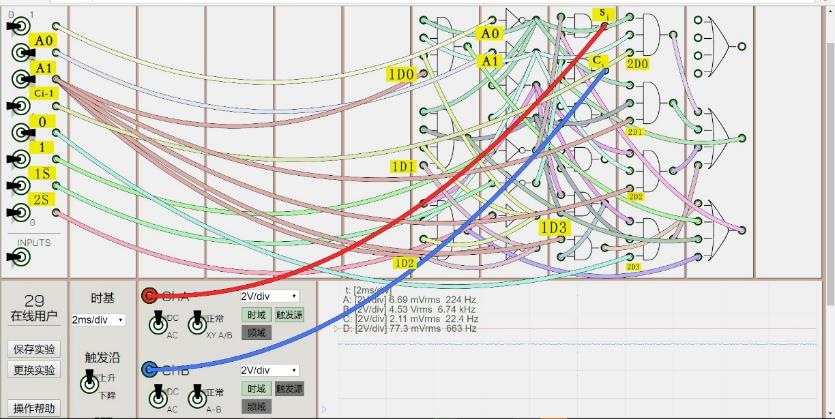 0 1
A0
A1
Ci-1
0
1
1S
2S
0
INPUTS
A0
A1
1D0
1D1
1D2
1D3
Si
C
2D0
2D1
2D2
2D3
29
在线用户
保存实验
更换实验
操作帮助
时基
2ms/div
触发沿
上升
下降
ChA
2V/div
DC
AC
正常
XY A/B
时域
触发源
频域
ChB
2V/div
DC
AC
正常
A-B
时域
触发源
频域
t: [2ms/div]
A: [2V/div] 6.69 mVrms 224 Hz
B: [2V/div] 4.53 Vrms 6.74 kHz
C: [2V/div] 2.11 mVrms 22.4 Hz
D: [2V/div] 77.3 mVrms 663 Hz